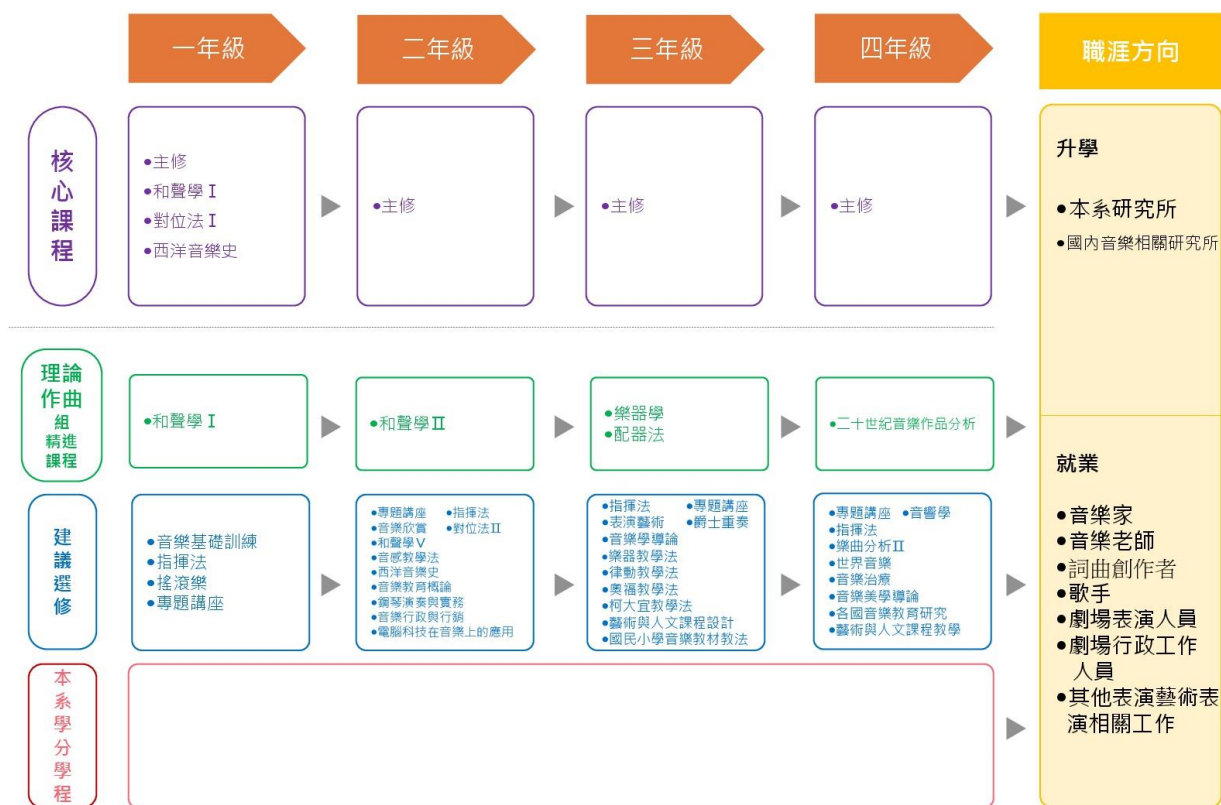 一年級
二年級
三年級
四年級
職涯方向
核心課程
●主修
●和聲學Ⅰ
●對位法Ⅰ
●西洋音樂史
●主修
●主修
●主修
升學
●本系研究所
●國內音樂相關研究所
理論
作曲
組
精進
課程
●和聲學Ⅰ
●和聲學Ⅱ
●樂器學
●配器法
●二十世紀音樂作品分析
建議選修
●音樂基礎訓練
●指揮法
●搖滾樂
●專題講座
●專題講座 ●指揮法
●音樂欣賞 ●對位法II
●和聲學Ⅴ
●音感教學法
●西洋音樂史
●音樂教育概論
●鋼琴演奏與實務
●音樂行政與行銷
●電腦科技在音樂上的應用
●指揮法 ●專題講座
●表演藝術 ●爵士重奏
●音樂學導論
●樂器教學法
●律動教學法
●奧福教學法
●柯大宜教學法
●藝術與人文課程設計
●國民小學音樂教材教法
●專題講座 ●音響學
●指揮法
●樂曲分析Ⅱ
●世界音樂
●音樂治療
●音樂美學導論
●各國音樂教育研究
●藝術與人文課程教學
就業
●音樂家
●音樂老師
●詞曲創作者
●歌手
●劇場表演人員
●劇場行政工作
人員
●其他表演藝術表
演相關工作
本系學分學程